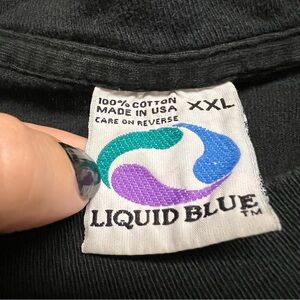 100% COTTON
MADE IN USA
CARE ON REVERSE
XXL
LIQUID BLUE
TM